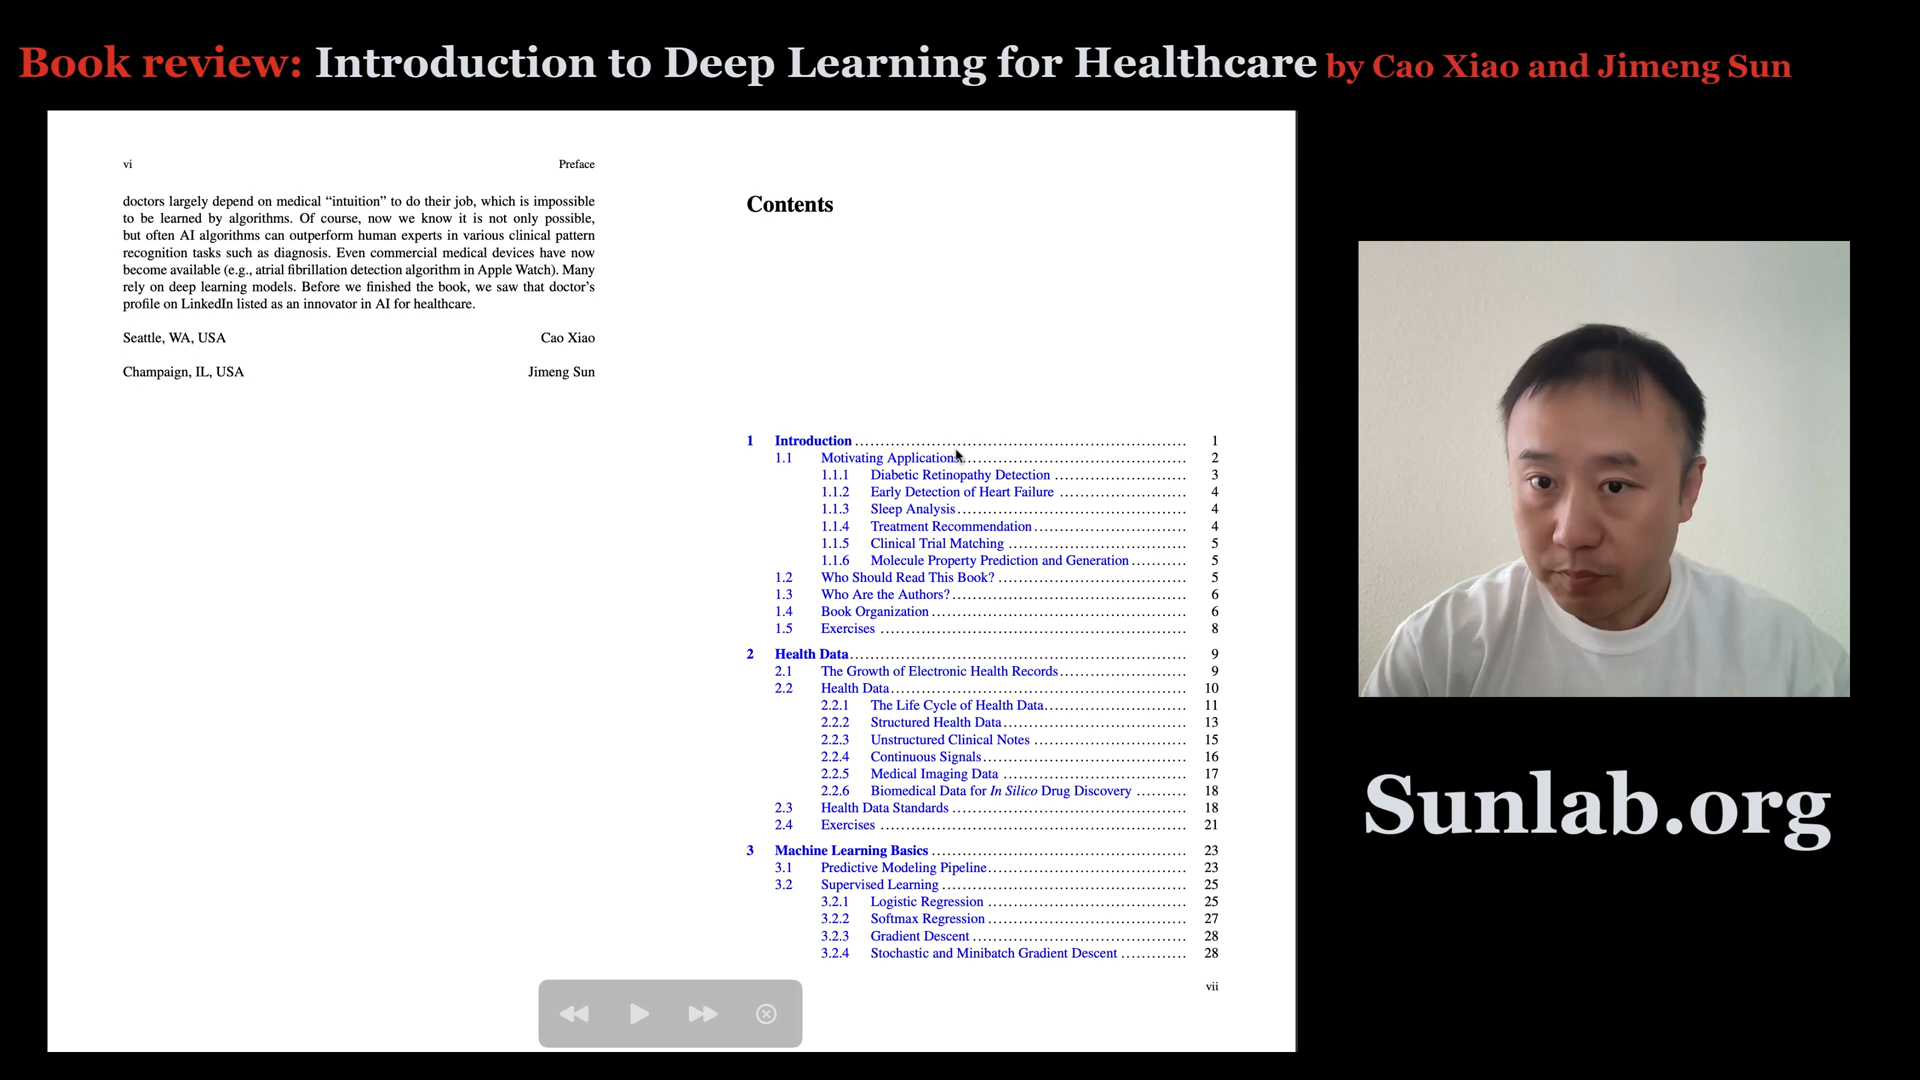 Book review: Introduction to Deep Learning for Healthcare by Cao Xiao and Jimeng Sun
vi Preface
doctors largely depend on medical “intuition” to do their job, which is impossible
to be learned by algorithms. Of course, now we know it is not only possible,
but often AI algorithms can outperform human experts in various clinical pattern
recognition tasks such as diagnosis. Even commercial medical devices have now
become available (e.g., atrial fibrillation detection algorithm in Apple Watch). Many
rely on deep learning models. Before we finished the book, we saw that doctor’s
profile on LinkedIn listed as an innovator in AI for healthcare.
Seattle, WA, USA Cao Xiao
Champaign, IL, USA Jimeng Sun
Contents
1 Introduction 1
1.1 Motivating Applications 2
1.1.1 Diabetic Retinopathy Detection 3
1.1.2 Early Detection of Heart Failure 4
1.1.3 Sleep Analysis 4
1.1.4 Treatment Recommendation 4
1.1.5 Clinical Trial Matching 5
1.1.6 Molecule Property Prediction and Generation 5
1.2 Who Should Read This Book? 5
1.3 Who Are the Authors? 6
1.4 Book Organization 6
1.5 Exercises 8
2 Health Data 9
2.1 The Growth of Electronic Health Records 9
2.2 Health Data 10
2.2.1 The Life Cycle of Health Data 11
2.2.2 Structured Health Data 13
2.2.3 Unstructured Clinical Notes 15
2.2.4 Continuous Signals 16
2.2.5 Medical Imaging Data 17
2.2.6 Biomedical Data for In Silico Drug Discovery 18
2.3 Health Data Standards 18
2.4 Exercises 21
3 Machine Learning Basics 23
3.1 Predictive Modeling Pipeline 23
3.2 Supervised Learning 25
3.2.1 Logistic Regression 25
3.2.2 Softmax Regression 27
3.2.3 Gradient Descent 28
3.2.4 Stochastic and Minibatch Gradient Descent 28
vii
Sunlab.org